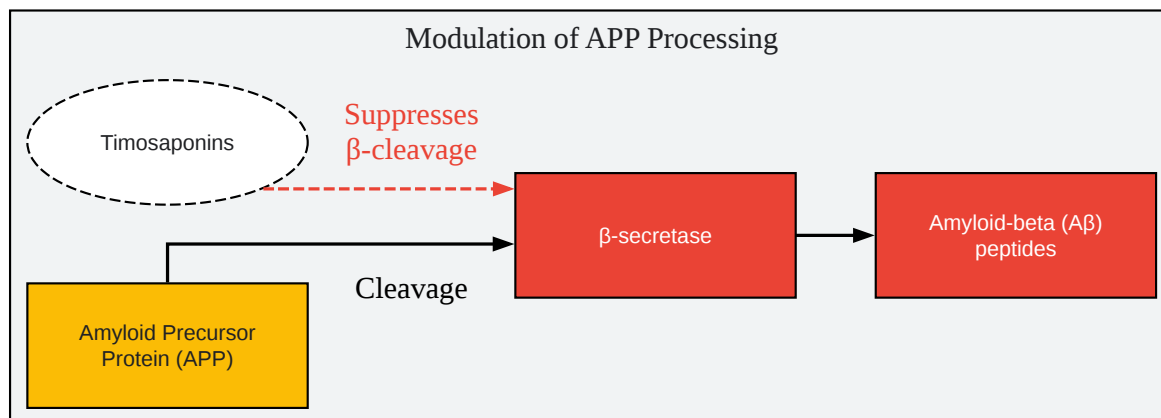 Modulation of APP Processing
Timosaponins
Suppresses
β-cleavage
β-secretase
Amyloid-beta (Aβ)
peptides
Cleavage
Amyloid Precursor
Protein (APP)